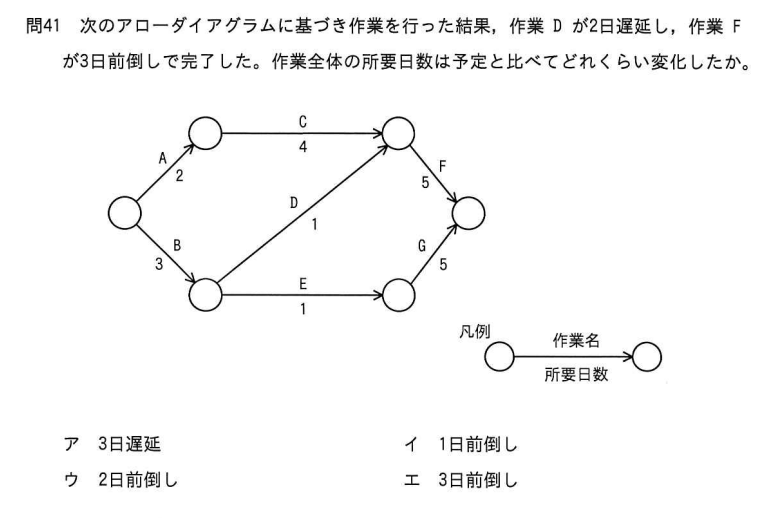 問41　次のアローダイアグラムに基づき作業を行った結果，作業 D が2日遅延し，作業 F
が3日前倒しで完了した。作業全体の所要日数は予定と比べてどれくらい変化したか。
C
4
A
2
F
5
D
1
B
3
G
5
E
1
凡例
作業名
所要日数
ア　3日遅延
イ　1日前倒し
ウ　2日前倒し
エ　3日前倒し